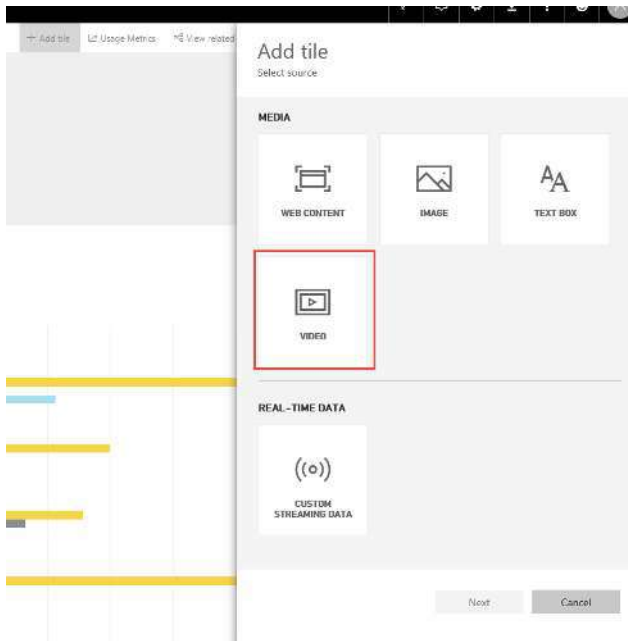 Add tile
Usage Metrics
View related
Add tile
Select source
MEDIA
WEB CONTENT
IMAGE
TEXT BOX
VIDEO
REAL-TIME DATA
CUSTOM
STREAMING DATA
Next
Cancel